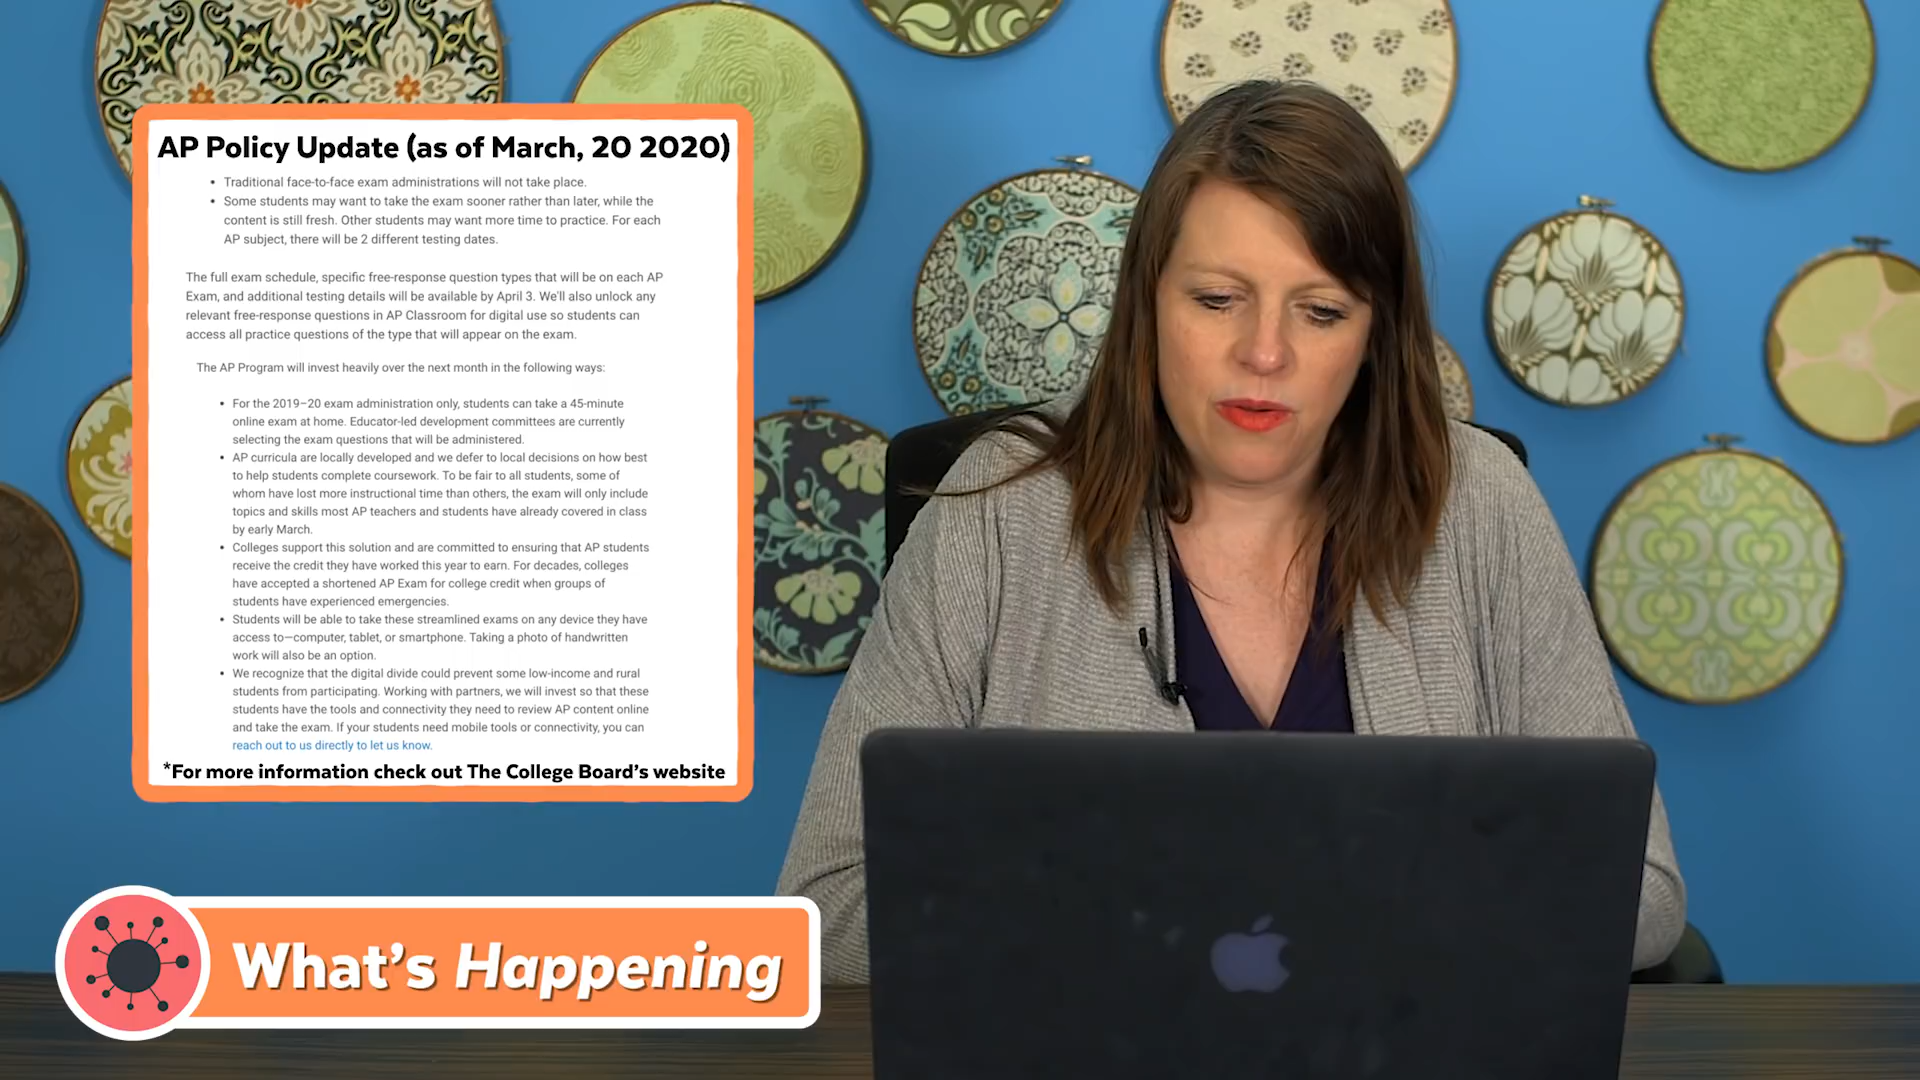 AP Policy Update (as of March, 20 2020)
• Traditional face-to-face exam administrations will not take place.
• Some students may want to take the exam sooner rather than later, while the
content is still fresh. Other students may want more time to practice. For each
AP subject, there will be 2 different testing dates.
The full exam schedule, specific free-response question types that will be on each AP
Exam, and additional testing details will be available by April 3. We'll also unlock any
relevant free-response questions in AP Classroom for digital use so students can
access all practice questions of the type that will appear on the exam.
The AP Program will invest heavily over the next month in the following ways:
• For the 2019–20 exam administration only, students can take a 45-minute
online exam at home. Educator-led development committees are currently
selecting the exam questions that will be administered.
• AP curricula are locally developed and we defer to local decisions on how best
to help students complete coursework. To be fair to all students, some of
whom have lost more instructional time than others, the exam will only include
topics and skills most AP teachers and students have already covered in class
by early March.
• Colleges support this solution and are committed to ensuring that AP students
receive the credit they have worked this year to earn. For decades, colleges
have accepted a shortened AP Exam for college credit when groups of
students have experienced emergencies.
• Students will be able to take these streamlined exams on any device they have
access to—computer, tablet, or smartphone. Taking a photo of handwritten
work will also be an option.
• We recognize that the digital divide could prevent some low-income and rural
students from participating. Working with partners, we will invest so that these
students have the tools and connectivity they need to review AP content online
and take the exam. If your students need mobile tools or connectivity, you can
reach out to us directly to let us know.
*For more information check out The College Board's website
What's Happening